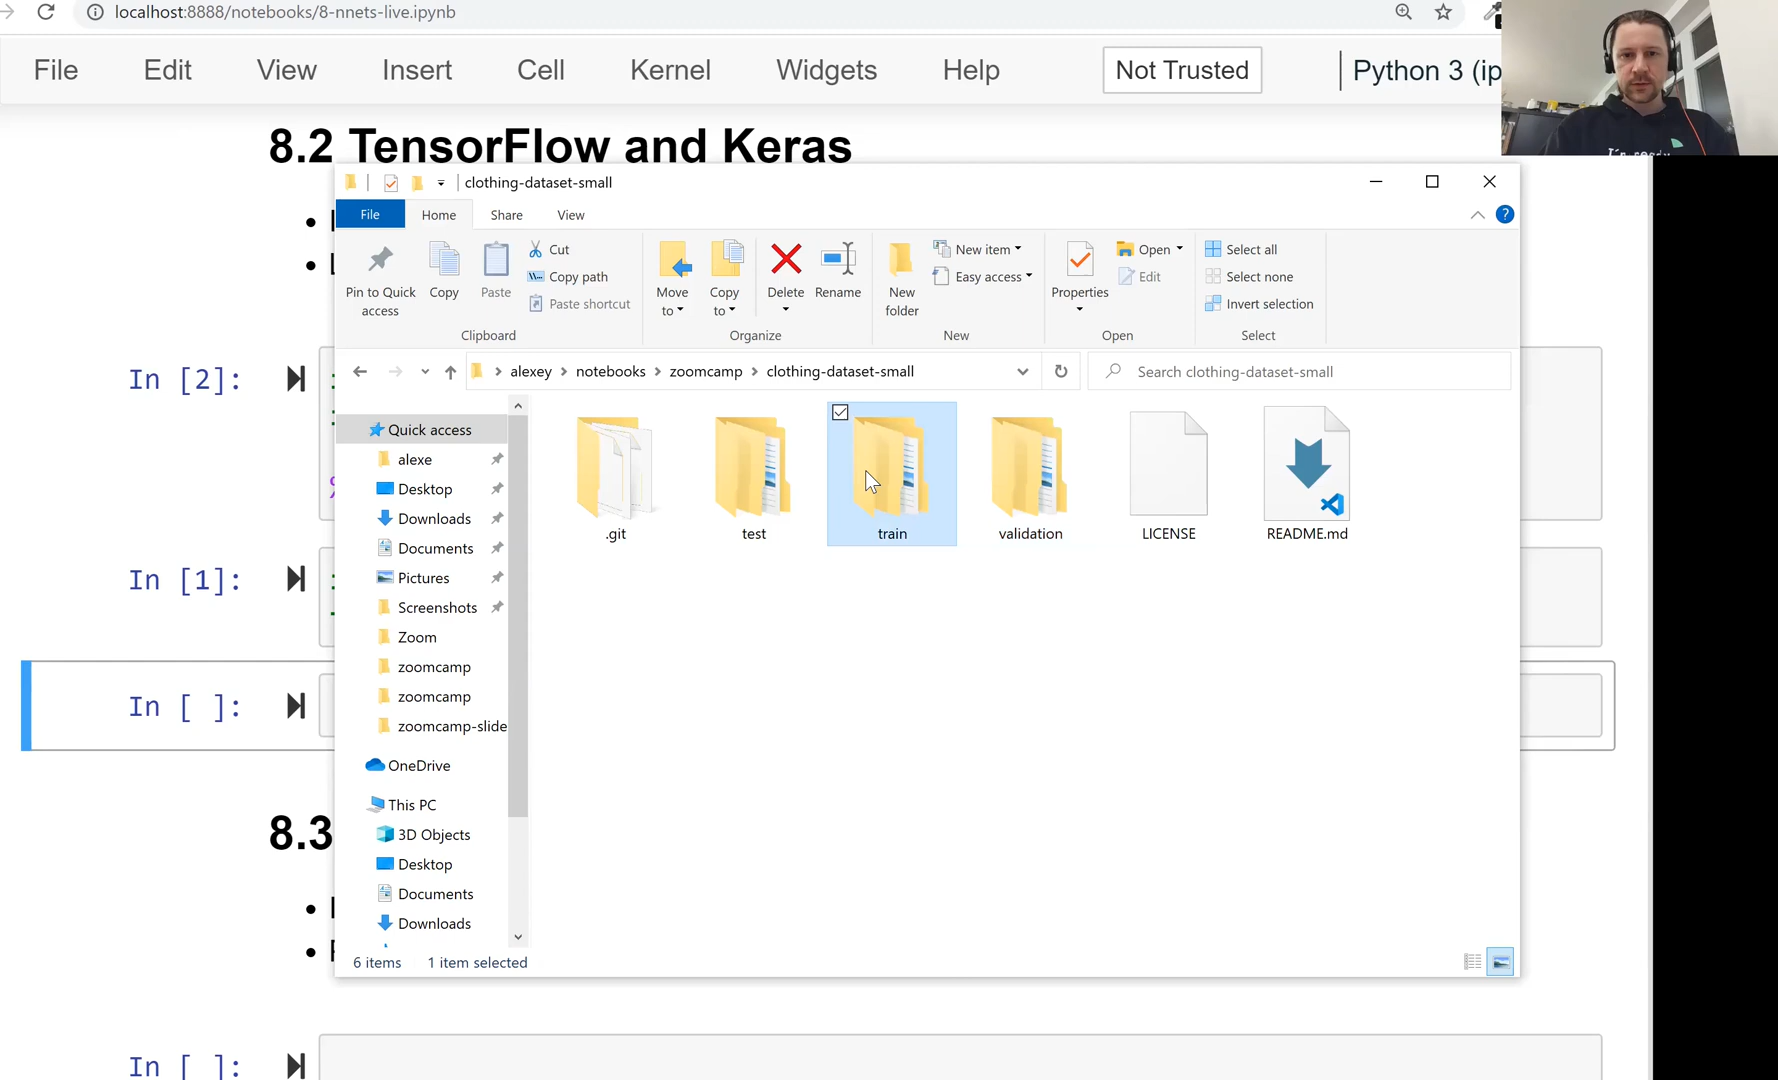 localhost:8888/notebooks/8-nnets-live.ipynb
File Edit View Insert Cell Kernel Widgets Help Not Trusted Python 3 (ip
8.2 TensorFlow and Keras
clothing-dataset-small
File Home Share View
Pin to Quick access
Copy
Paste
Cut
Copy path
Paste shortcut
Clipboard
Move to
Copy to
Delete
Rename
Organize
New folder
New item
Easy access
New
Properties
Open
Edit
Open
Select all
Select none
Invert selection
Select
alexey notebooks zoomcamp clothing-dataset-small
Search clothing-dataset-small
Quick access
alexe
Desktop
Downloads
Documents
Pictures
Screenshots
Zoom
zoomcamp
zoomcamp
zoomcamp-slide
OneDrive
This PC
3D Objects
Desktop
Documents
Downloads
.git
test
train
validation
LICENSE
README.md
6 items 1 item selected
In [2]:
In [1]:
In [ ]:
8.3
In [ ]: